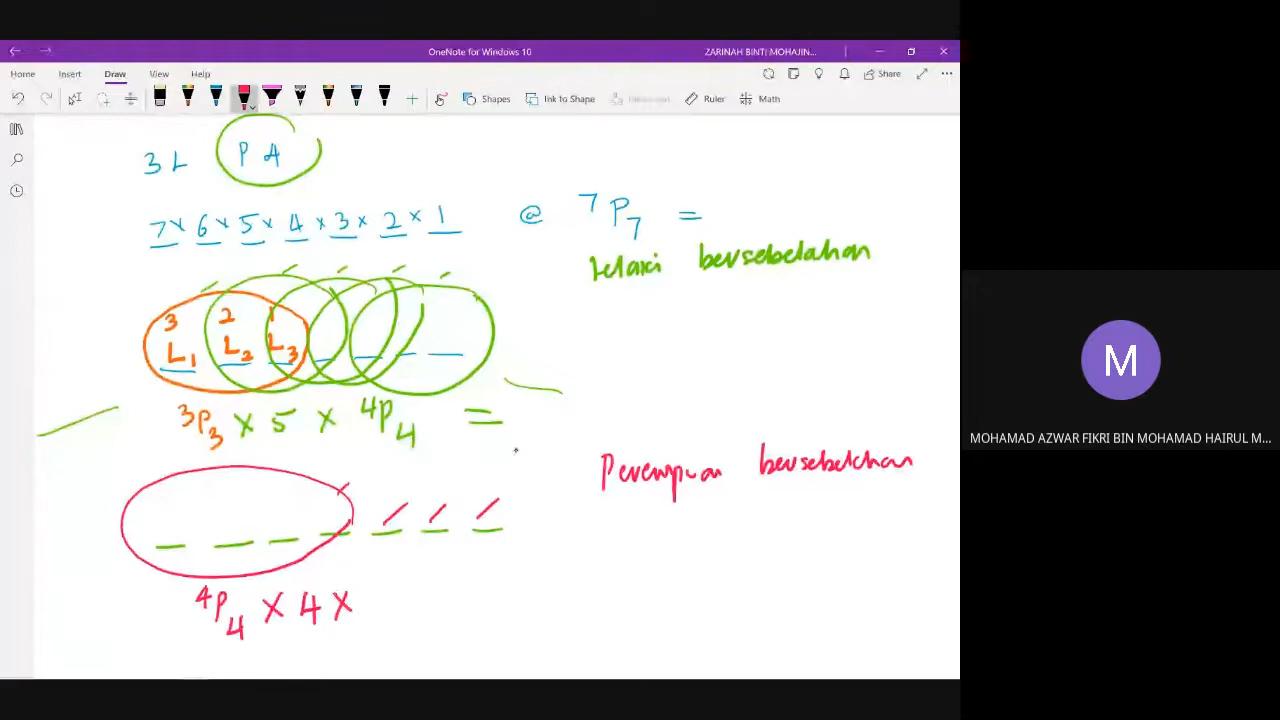 OneNote for Windows 10
ZARINAH BINTI MOHAJIN...
Home Insert Draw View Help
Share
Shapes Ink to Shape Ruler Math
3L PA
7 × 6 × 5 × 4 × 3 × 2 × 1 @ ⁷P₇ =
lelaki bersebelahan
3 2 1
L₁ L₂ L₃
³P₃ × 5 × ⁴P₄ =
Perempuan bersebelahan
⁴P₄ × 4 ×
M
MOHAMAD AZWAR FIKRI BIN MOHAMAD HAIRUL M...